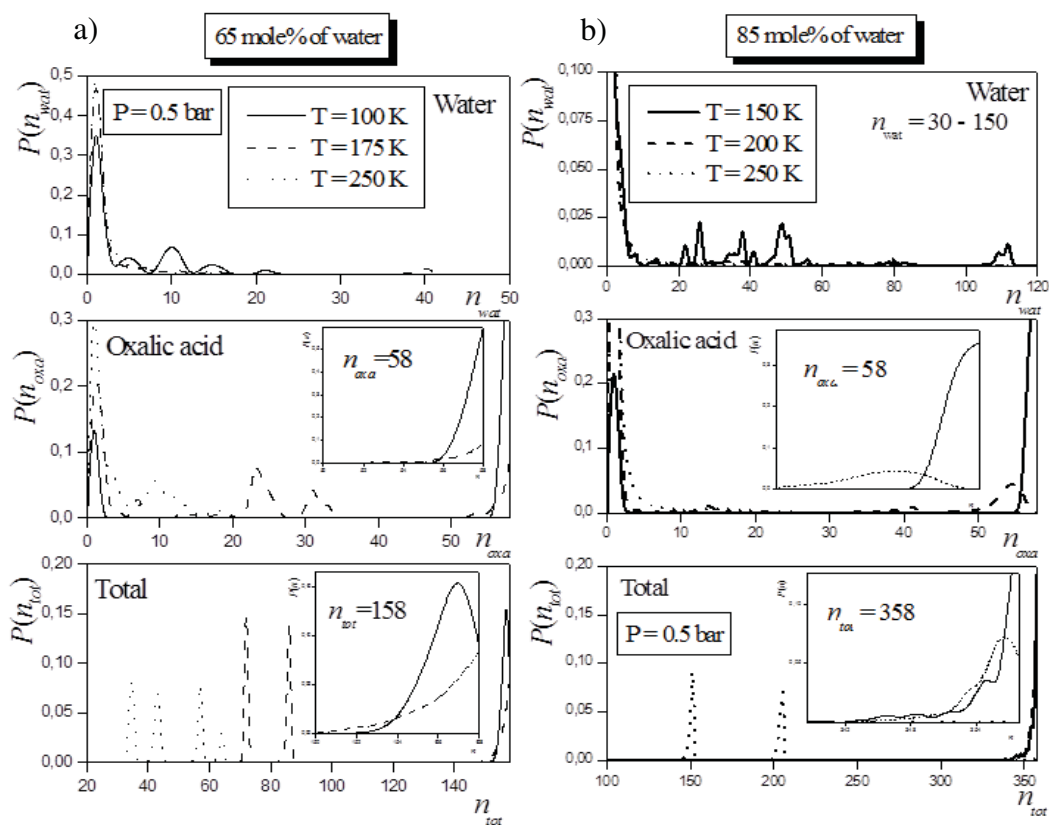 a)
65 mole% of water
b)
85 mole% of water
P(n_wat)
0,5
0,4
0,3
0,2
0,1
0,0
P = 0.5 bar
Water
T = 100 K
T = 175 K
T = 250 K
0 10 20 30 40 50
n_wat
P(n_wat)
0,100
0,075
0,050
0,025
0,000
Water
n_wat = 30 - 150
T = 150 K
T = 200 K
T = 250 K
0 20 40 60 80 100 120
n_wat
P(n_oxa)
0,3
0,2
0,1
0,0
Oxalic acid
P(n)
n_oxa =58
0 10 20 30 40 50
n_oxa
P(n_oxa)
0,3
0,2
0,1
0,0
Oxalic acid
P(n)
n_oxa = 58
0 10 20 30 40 50
n_oxa
P(n_tot)
0,20
0,15
0,10
0,05
0,00
Total
P(n)
n_tot =158
20 40 60 80 100 120 140
n_tot
P(n_tot)
0,20
0,15
0,10
0,05
0,00
Total
P = 0.5 bar
P(n)
n_tot = 358
100 150 200 250 300 350
n_tot